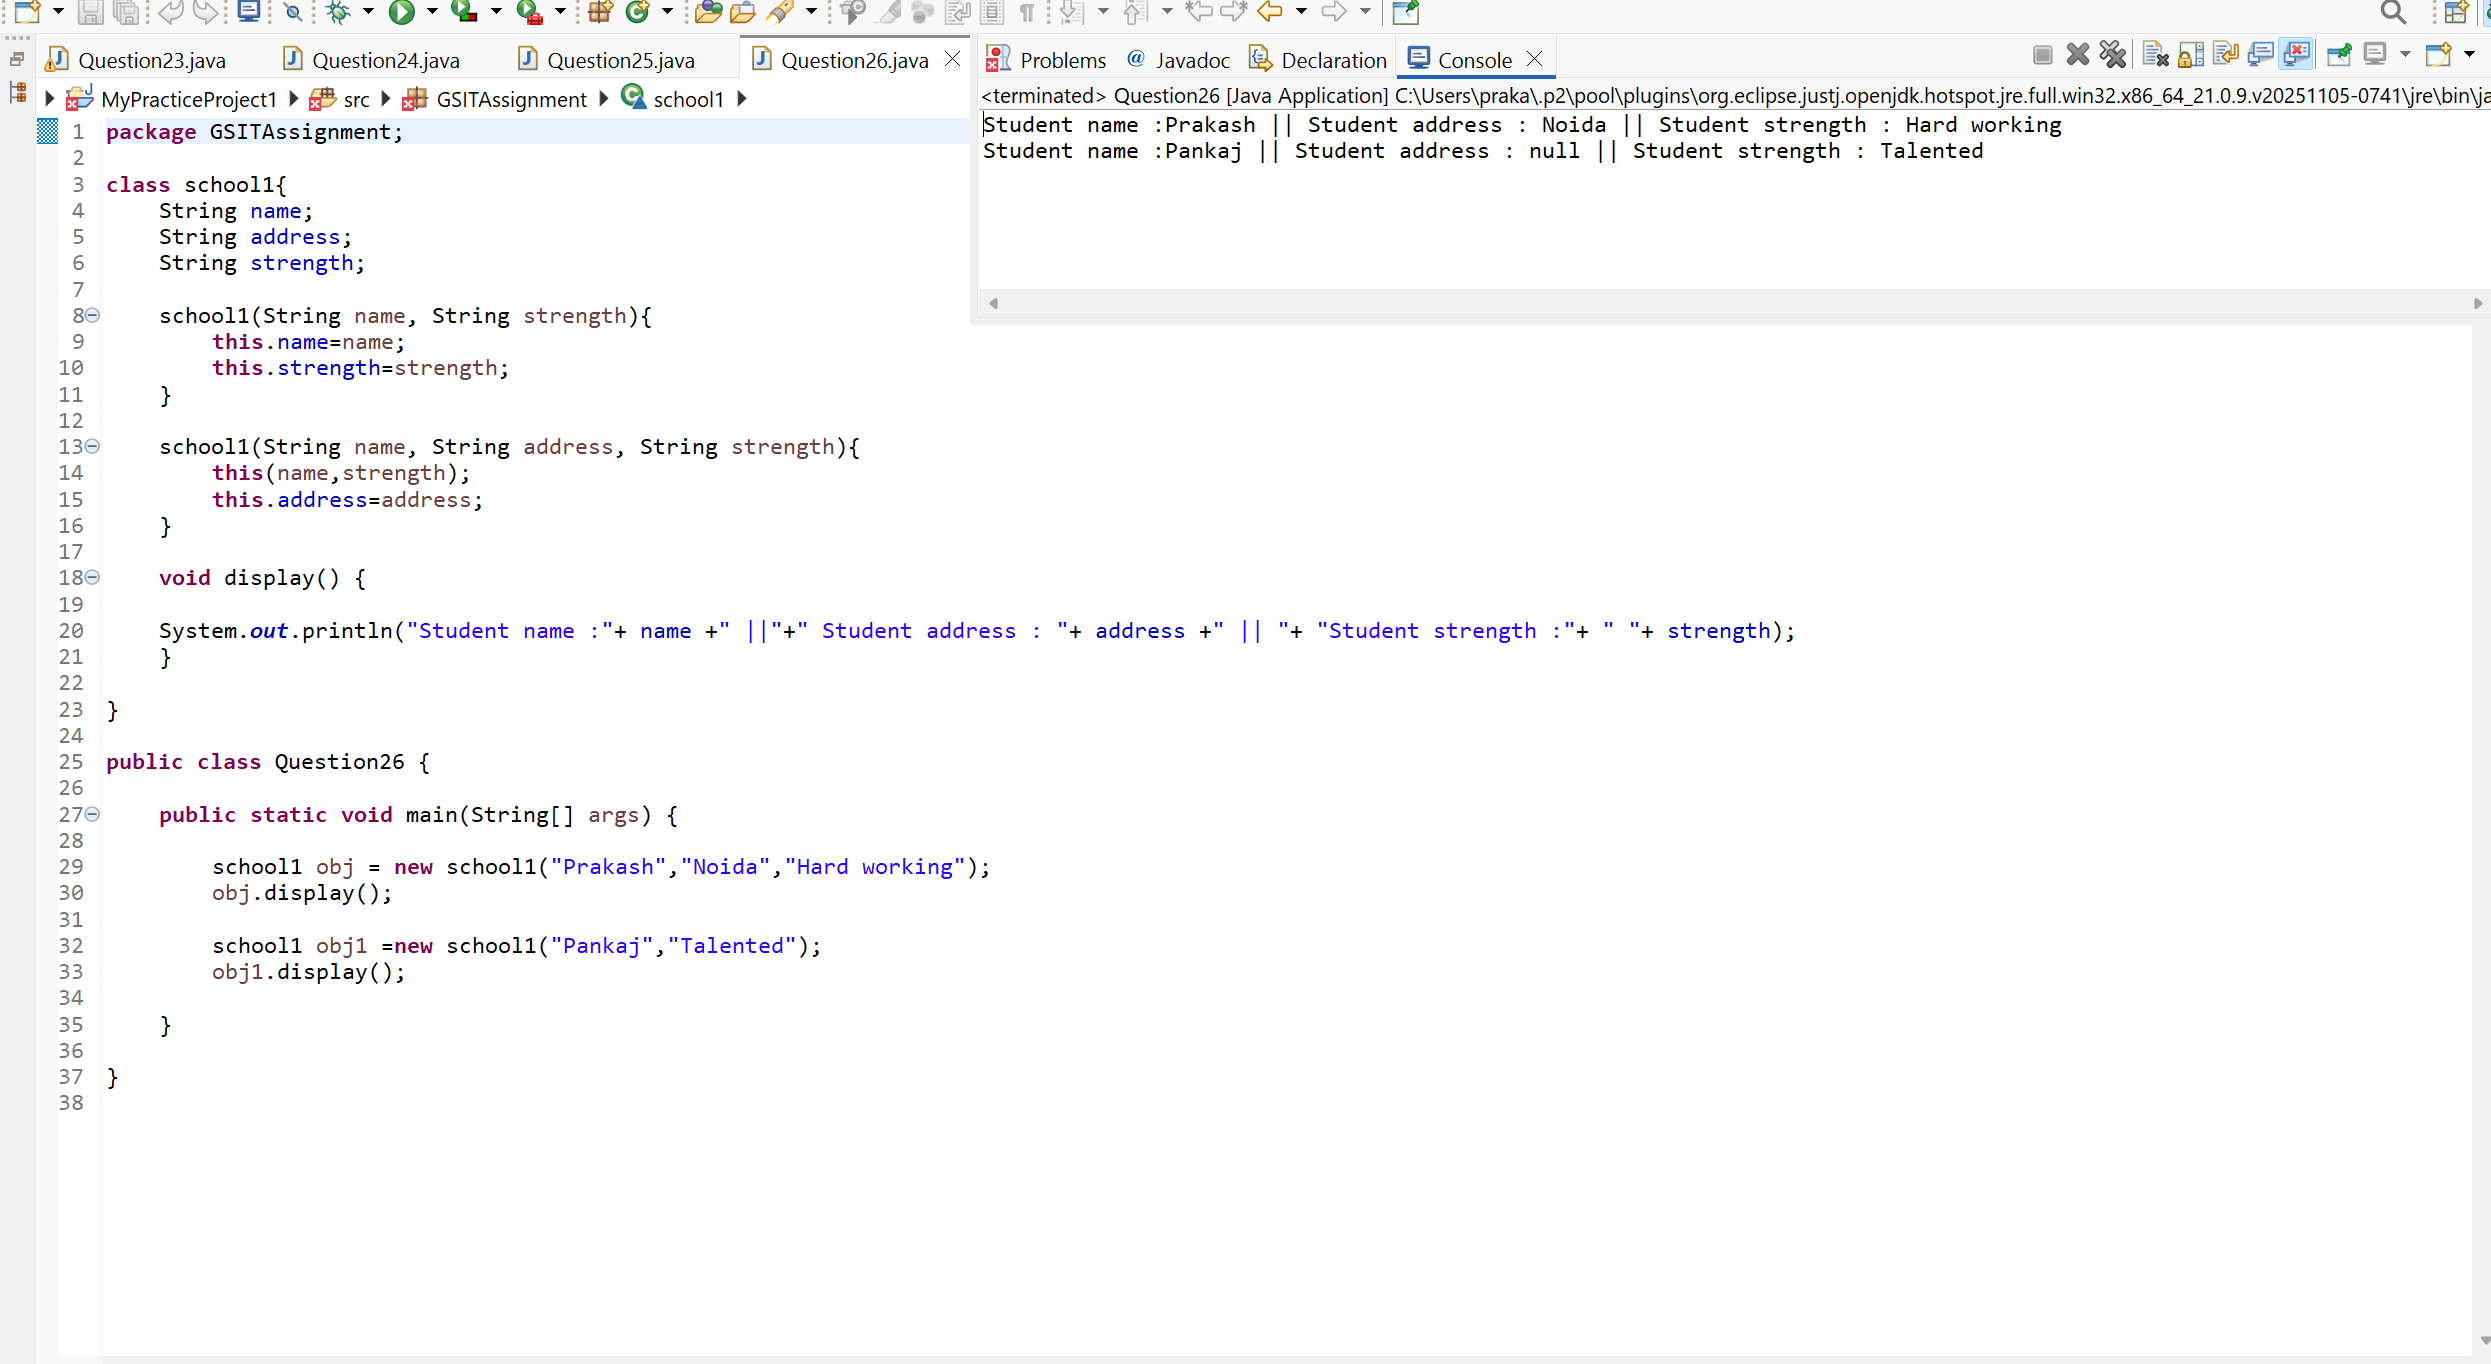 Question23.java Question24.java Question25.java Question26.java
MyPracticeProject1 src GSITAssignment school1
1 package GSITAssignment;
2
3 class school1{
4 String name;
5 String address;
6 String strength;
7
8 school1(String name, String strength){
9 this.name=name;
10 this.strength=strength;
11 }
12
13 school1(String name, String address, String strength){
14 this(name,strength);
15 this.address=address;
16 }
17
18 void display() {
19
20 System.out.println("Student name :"+ name +" ||"+" Student address : "+ address +" || "+ "Student strength :"+ " "+ strength);
21 }
22
23 }
24
25 public class Question26 {
26
27 public static void main(String[] args) {
28
29 school1 obj = new school1("Prakash","Noida","Hard working");
30 obj.display();
31
32 school1 obj1 =new school1("Pankaj","Talented");
33 obj1.display();
34
35 }
36
37 }
38
Problems @ Javadoc Declaration Console
<terminated> Question26 [Java Application] C:\Users\praka\.p2\pool\plugins\org.eclipse.justj.openjdk.hotspot.jre.full.win32.x86_64_21.0.9.v20251105-0741\jre\bin\ja
Student name :Prakash || Student address : Noida || Student strength : Hard working
Student name :Pankaj || Student address : null || Student strength : Talented